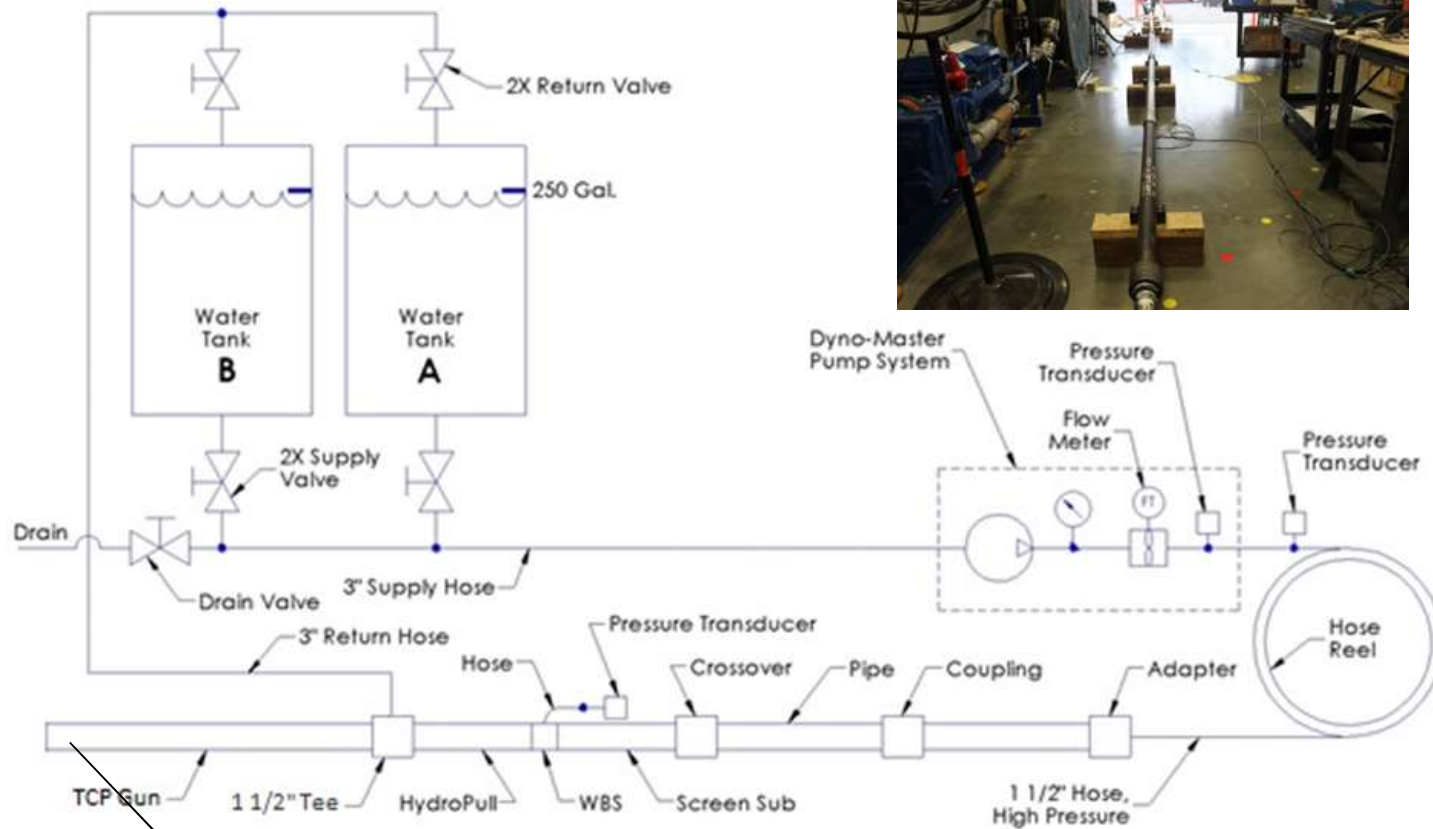 2X Return Valve
250 Gal.
Water
Tank
B
Water
Tank
A
Dyno-Master
Pump System
Pressure
Transducer
Flow
Meter
Pressure
Transducer
FT
2X Supply
Valve
Drain
Drain Valve
3" Supply Hose
3" Return Hose
Hose
Reel
Pressure Transducer
Hose
Crossover
Pipe
Coupling
Adapter
TCP Gun
1 1/2" Tee
HydroPull
WBS
Screen Sub
1 1/2" Hose,
High Pressure